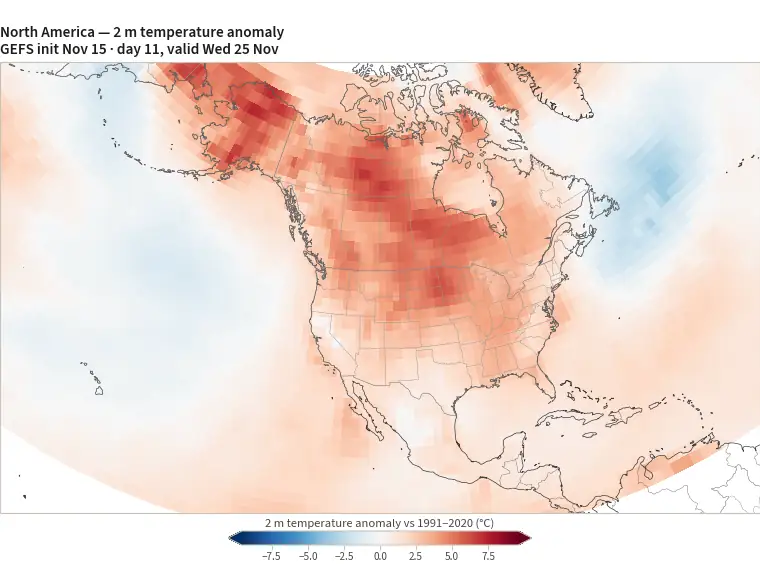 North America — 2 m temperature anomaly
GEFS init Nov 15 · day 11, valid Wed 25 Nov
2 m temperature anomaly vs 1991–2020 (°C)
−7.5 −5.0 −2.5 0.0 2.5 5.0 7.5